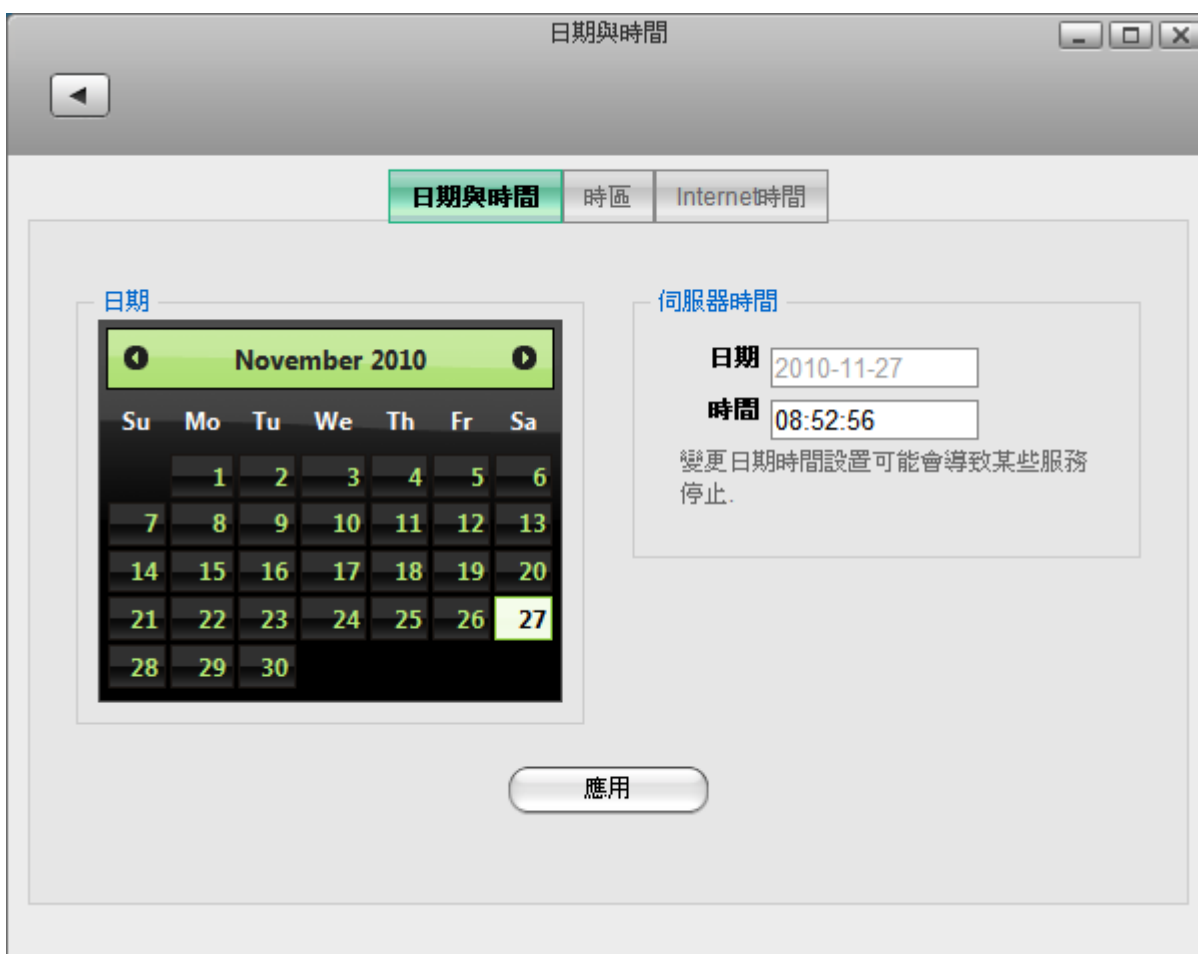 日期與時間
日期與時間 時區 Internet時間
日期
November 2010
Su Mo Tu We Th Fr Sa
1 2 3 4 5 6
7 8 9 10 11 12 13
14 15 16 17 18 19 20
21 22 23 24 25 26 27
28 29 30
伺服器時間
日期 2010-11-27
時間 08:52:56
變更日期時間設置可能會導致某些服務
停止.
應用